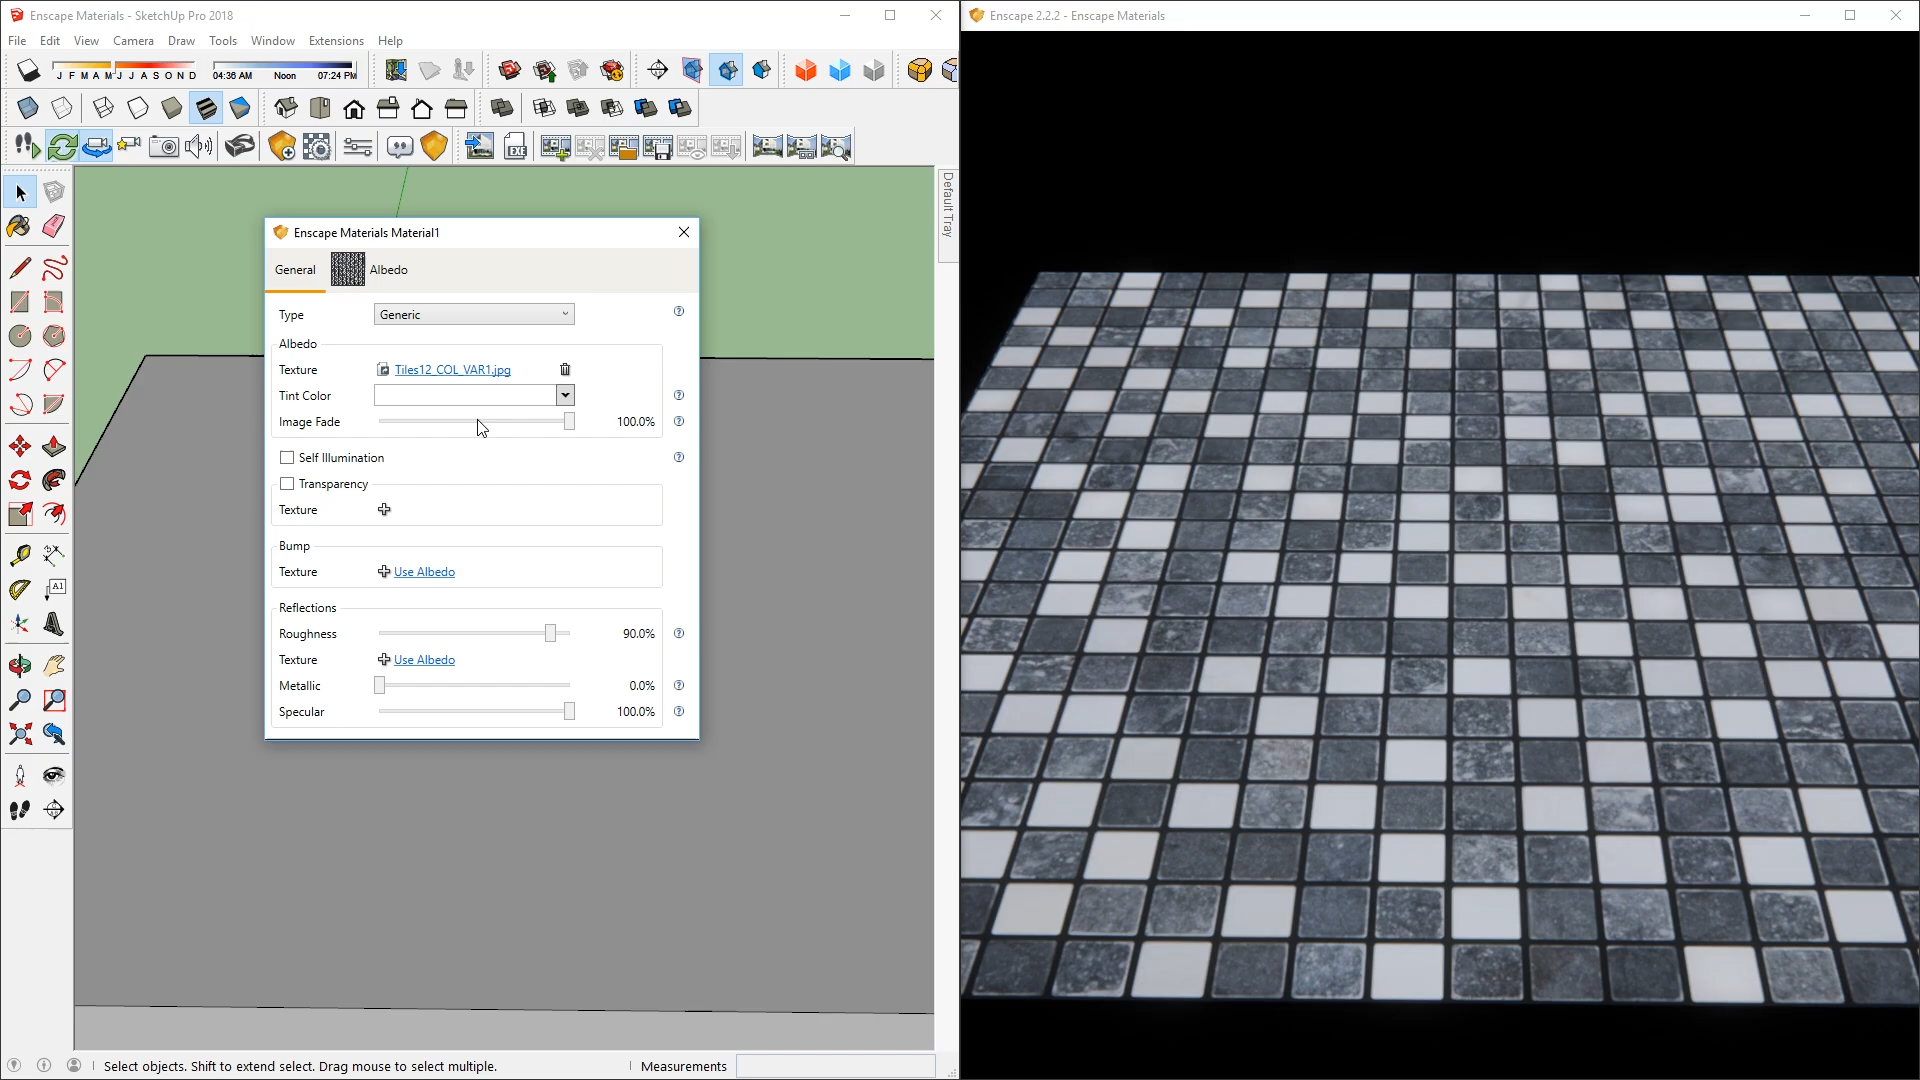 Enscape Materials - SketchUp Pro 2018
File Edit View Camera Draw Tools Window Extensions Help
J F M A M J J A S O N D
04:36 AM Noon 07:24 PM
EXE
A1
Default Tray
Enscape Materials Material1
General Albedo
Type Generic
Albedo
Texture Tiles12_COL_VAR1.jpg
Tint Color
Image Fade 100.0%
Self Illumination
Transparency
Texture
Bump
Texture Use Albedo
Reflections
Roughness 90.0%
Texture Use Albedo
Metallic 0.0%
Specular 100.0%
Select objects. Shift to extend select. Drag mouse to select multiple.
Measurements
Enscape 2.2.2 - Enscape Materials